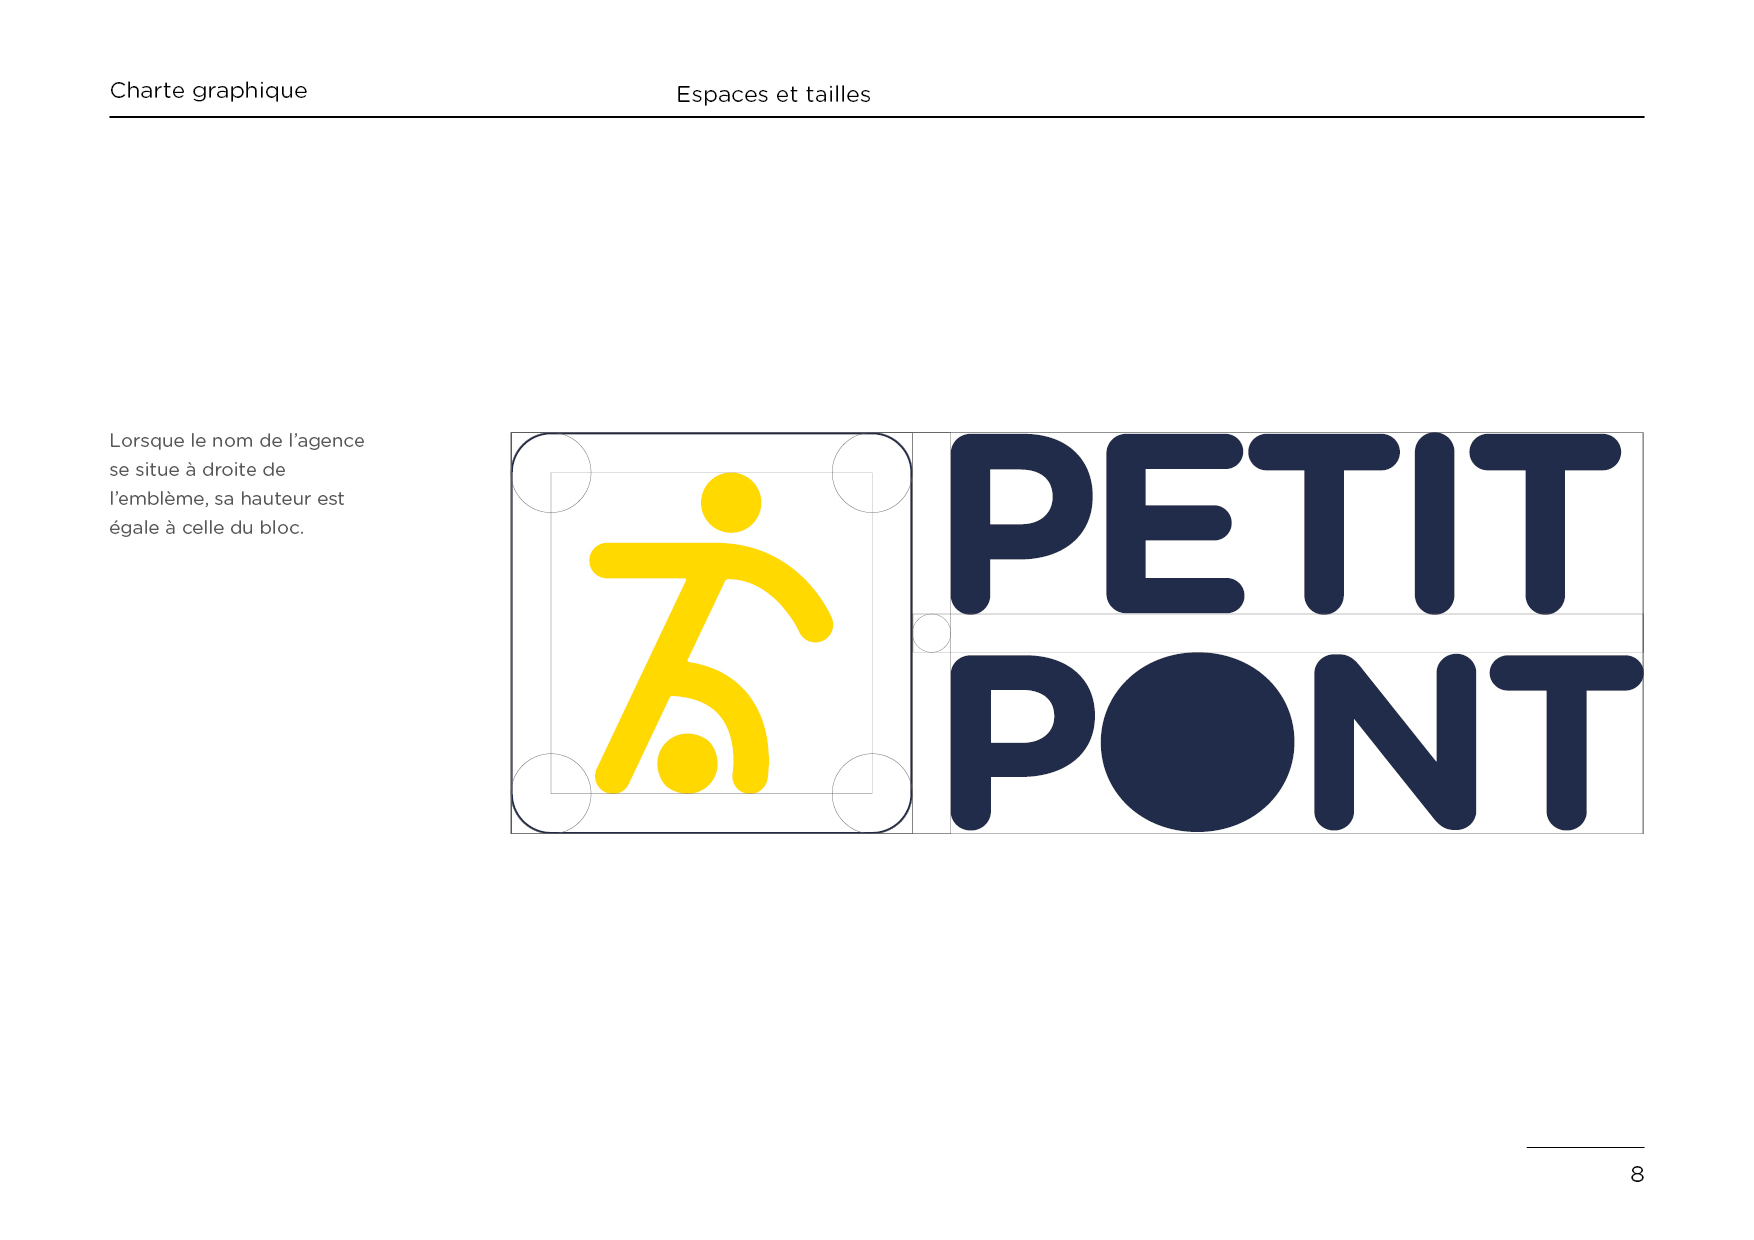 Charte graphique
Espaces et tailles
Lorsque le nom de l’agence
se situe à droite de
l’emblème, sa hauteur est
égale à celle du bloc.
PETIT
PONT
8